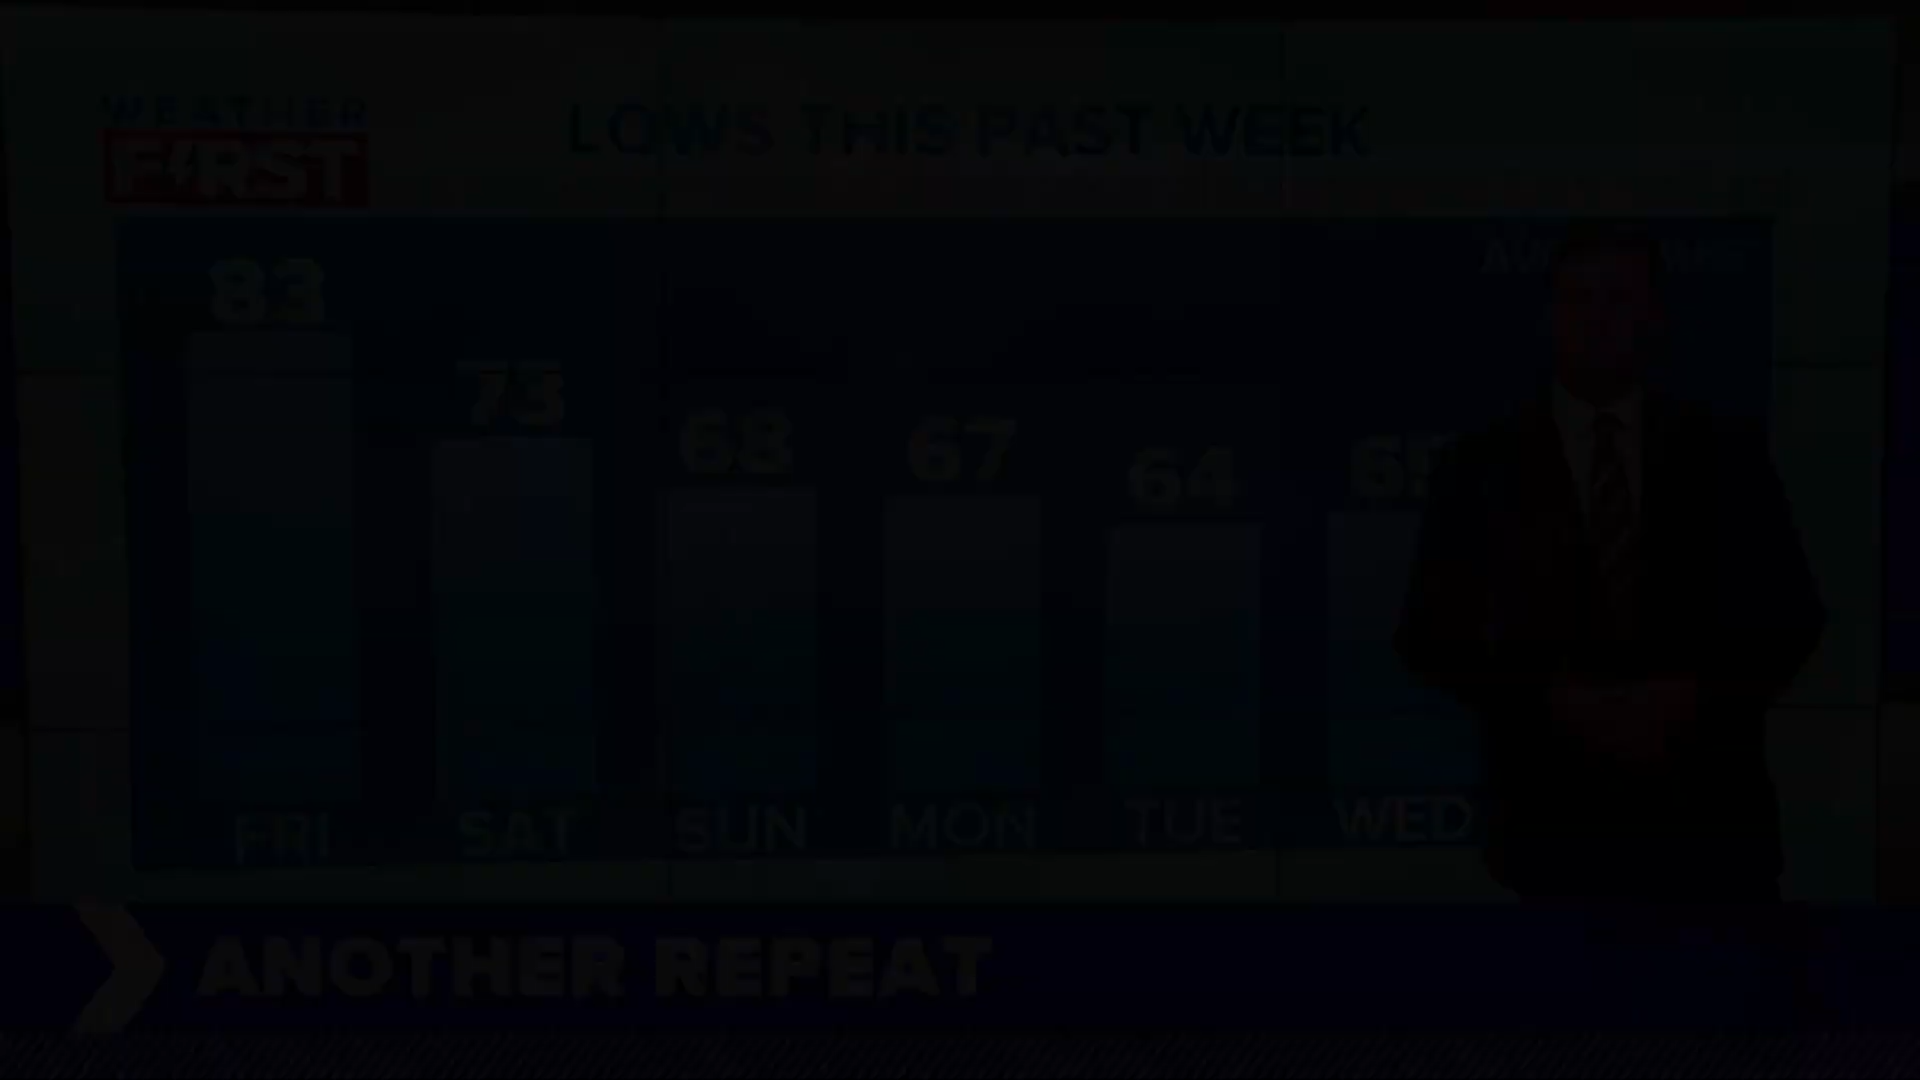 WEATHER
FIRST
LOWS THIS PAST WEEK
83
73
68
67
64
65
FRI
SAT
SUN
MON
TUE
WED
ANOTHER REPEAT